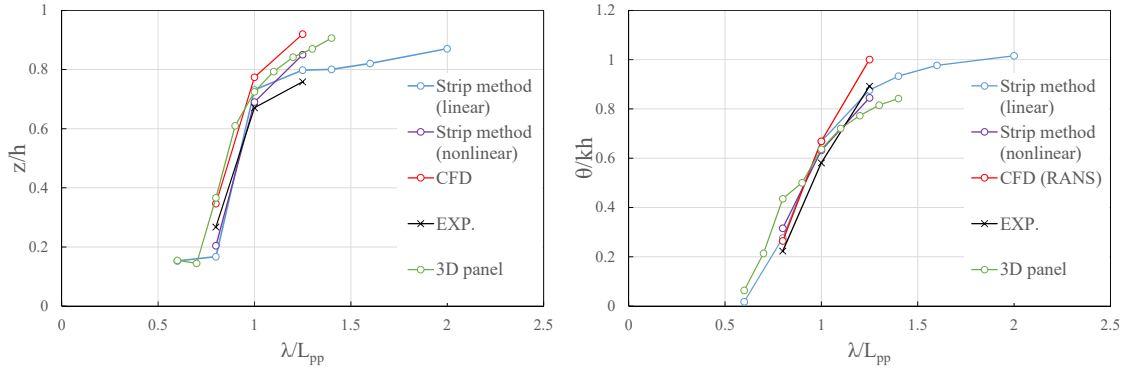 1
0.8
0.6
0.4
0.2
0
z/h
0
0.5
1
1.5
2
2.5
λ/Lpp
Strip method
(linear)
Strip method
(nonlinear)
CFD
EXP.
3D panel
1.2
1
0.8
0.6
0.4
0.2
0
θ/kh
0
0.5
1
1.5
2
2.5
λ/Lpp
Strip method
(linear)
Strip method
(nonlinear)
CFD (RANS)
EXP.
3D panel